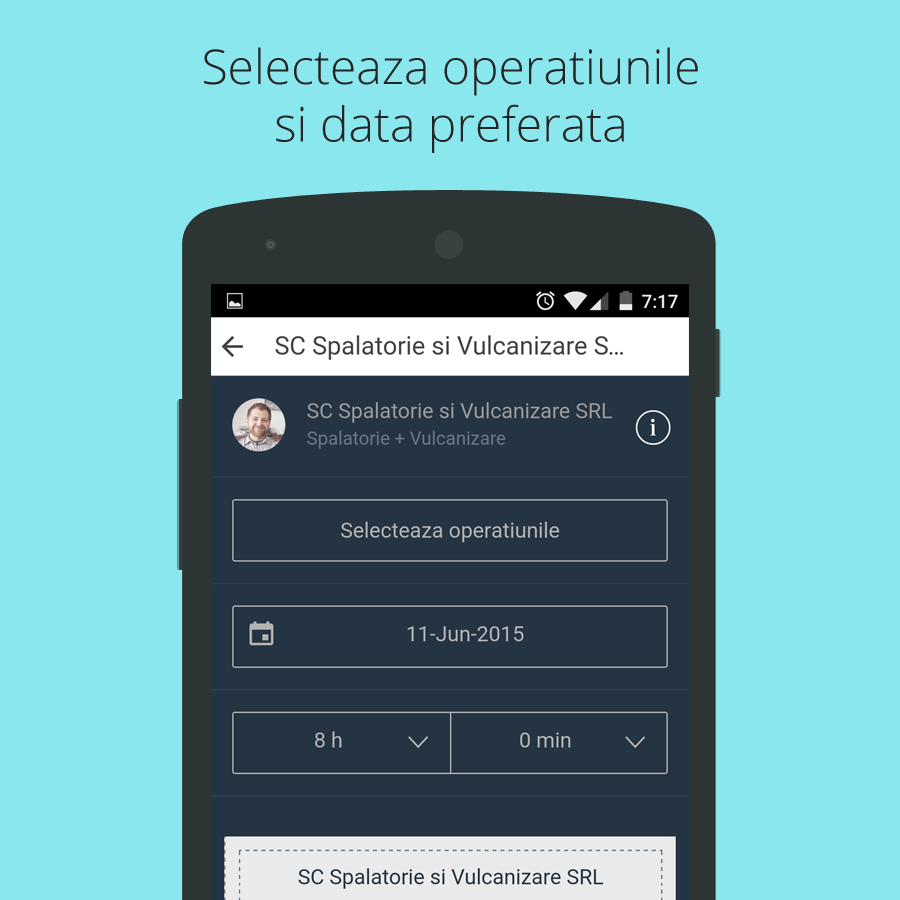 Selecteaza operatiunile
si data preferata
7:17
SC Spalatorie si Vulcanizare S...
SC Spalatorie si Vulcanizare SRL
Spalatorie + Vulcanizare
i
Selecteaza operatiunile
11-Jun-2015
8 h
0 min
SC Spalatorie si Vulcanizare SRL